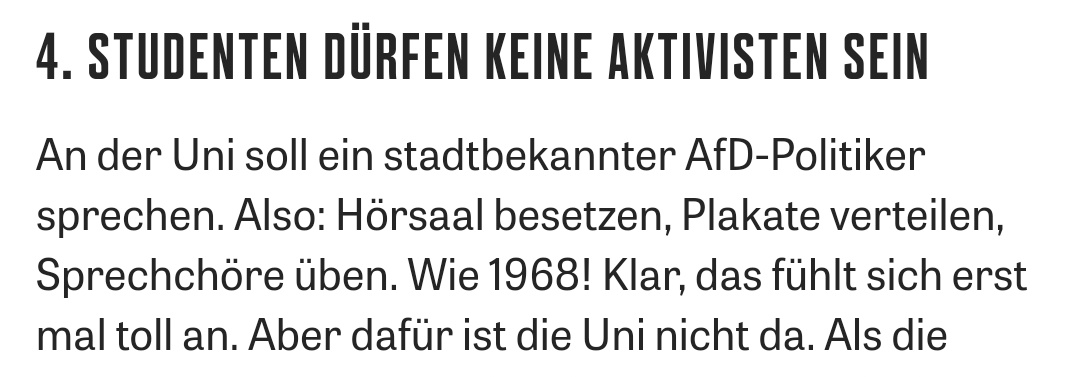 4. STUDENTEN DÜRFEN KEINE AKTIVISTEN SEIN
An der Uni soll ein stadtbekannter AfD-Politiker
sprechen. Also: Hörsaal besetzen, Plakate verteilen,
Sprechchöre üben. Wie 1968! Klar, das fühlt sich erst
mal toll an. Aber dafür ist die Uni nicht da. Als die